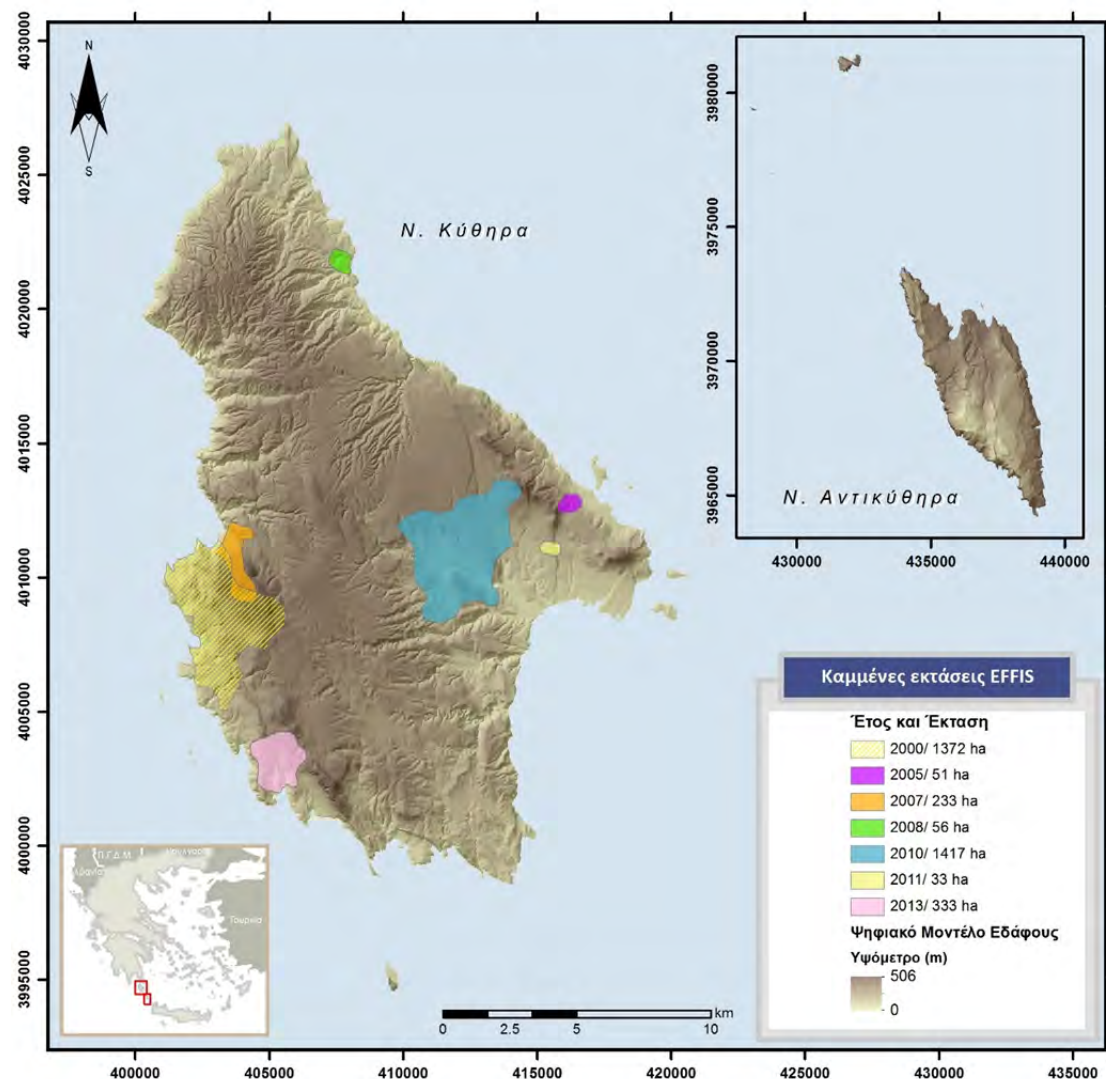 N
S
Ν. Κύθηρα
Ν. Αντικύθηρα
4030000
4025000
4020000
4015000
4010000
4005000
4000000
3995000
3980000
3975000
3970000
3965000
430000
435000
440000
Καμμένες εκτάσεις EFFIS
Έτος και Έκταση
2000/ 1372 ha
2005/ 51 ha
2007/ 233 ha
2008/ 56 ha
2010/ 1417 ha
2011/ 33 ha
2013/ 333 ha
Ψηφιακό Μοντέλο Εδάφους
Υψόμετρο (m)
506
0
Π.Γ.Δ.Μ.
Αλβανία
Τουρκία
km
0 2.5 5 10
400000 405000 410000 415000 420000 425000 430000 435000